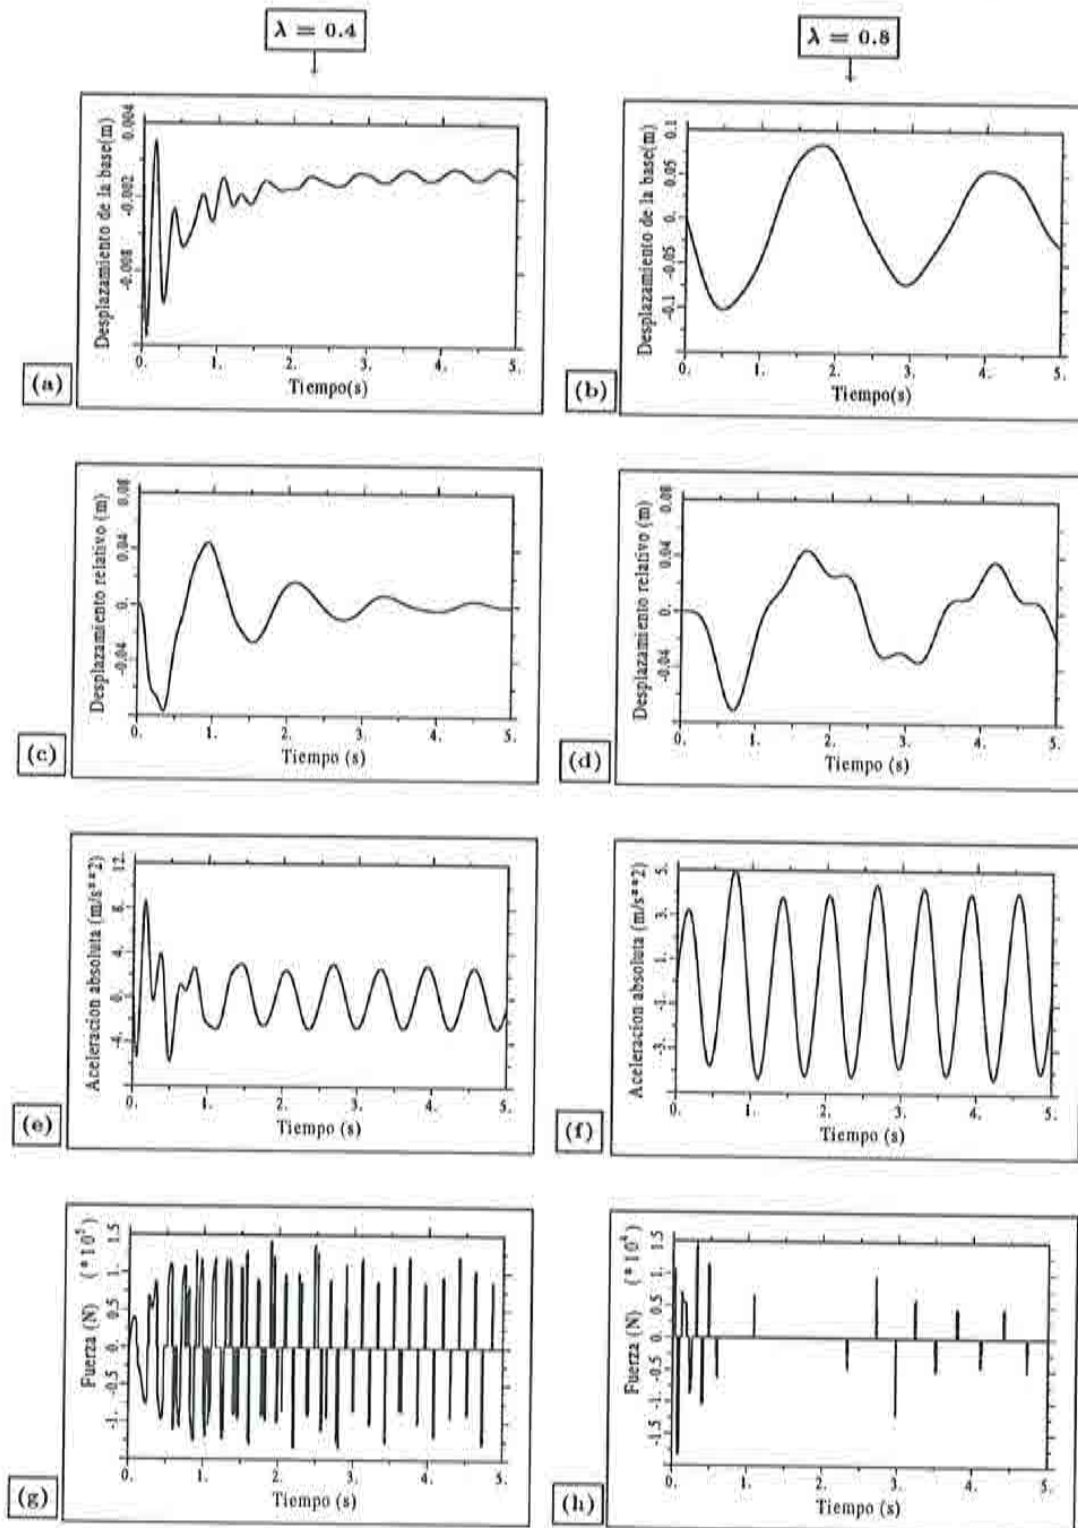 λ = 0.4
λ = 0.8
Desplazamiento de la base(m)
0.004
-0.002
-0.008
0. 1. 2. 3. 4. 5.
Tiempo(s)
(a)
Desplazamiento de la base(m)
0.1
0.05
0.
-0.05
-0.1
0. 1. 2. 3. 4. 5.
Tiempo(s)
(b)
Desplazamiento relativo (m)
0.08
0.04
0.
-0.04
0. 1. 2. 3. 4. 5.
Tiempo (s)
(c)
Desplazamiento relativo (m)
0.08
0.04
0.
-0.04
0. 1. 2. 3. 4. 5.
Tiempo (s)
(d)
Aceleracion absoluta (m/s**2)
12.
8.
4.
0.
-4.
0. 1. 2. 3. 4. 5.
Tiempo (s)
(e)
Aceleracion absoluta (m/s**2)
5.
3.
1.
-1.
-3.
0. 1. 2. 3. 4. 5.
Tiempo (s)
(f)
Fuerza (N)
1.5
1.
0.5
0.
-0.5
-1.
0. 1. 2. 3. 4. 5.
Tiempo (s)
(g)
Fuerza (N)
1.5
1.
0.5
0.
-0.5
-1.
-1.5
0. 1. 2. 3. 4. 5.
Tiempo (s)
(h)